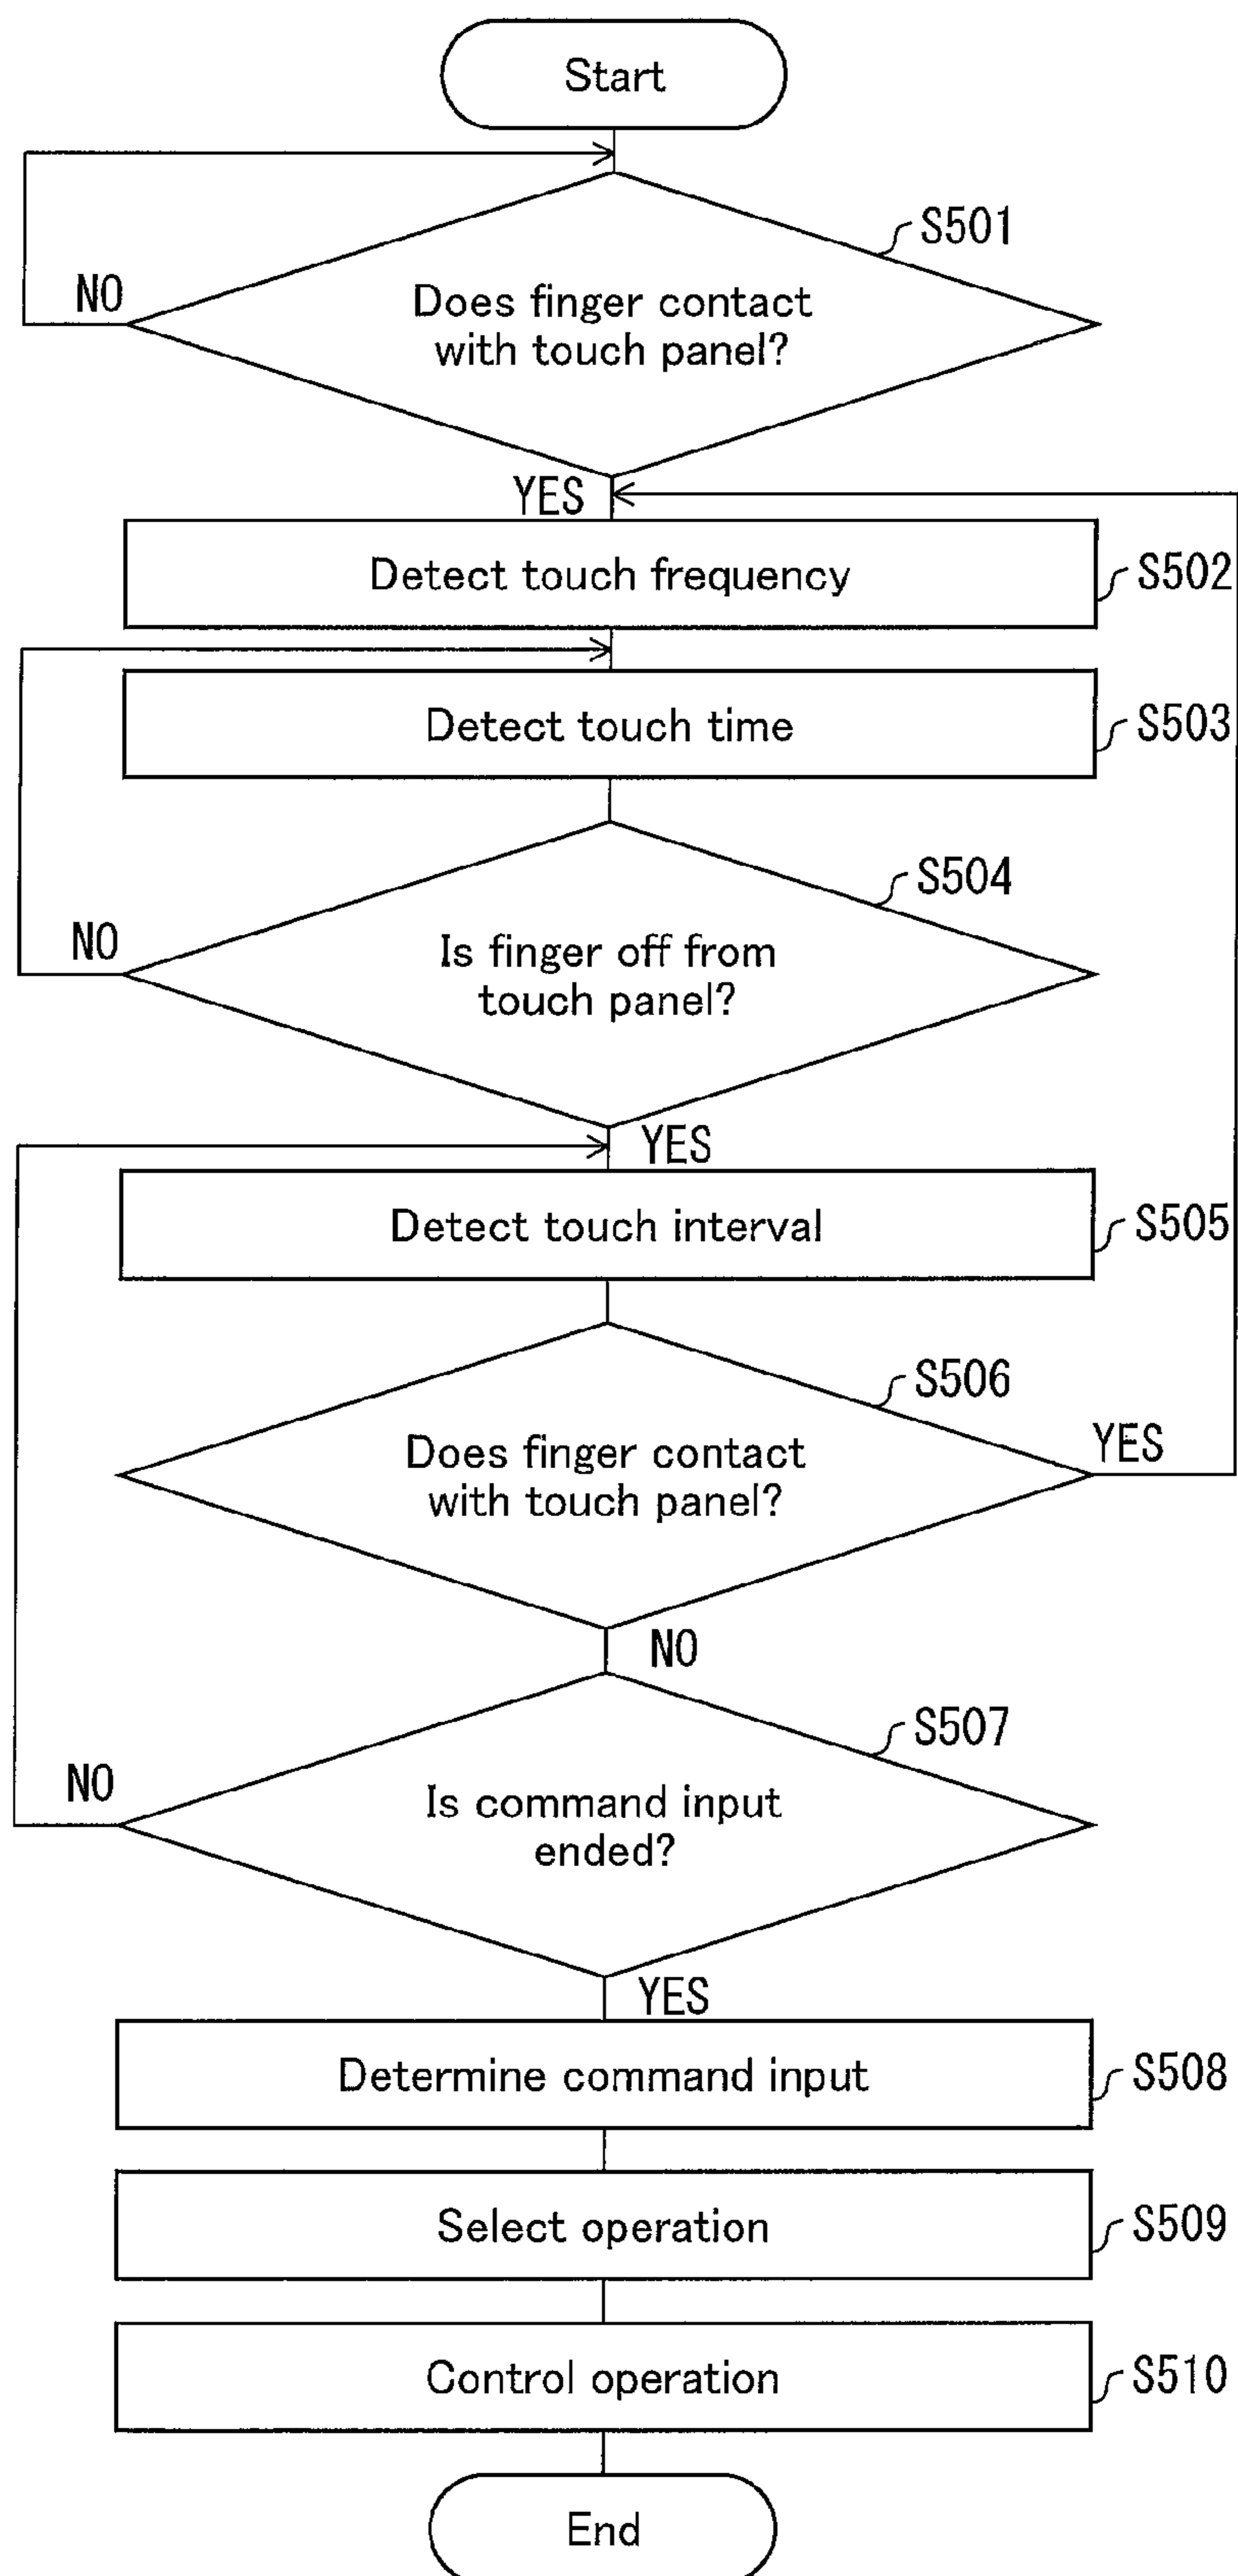 Start
S501
NO
Does finger contact
with touch panel?
YES
Detect touch frequency
S502
Detect touch time
S503
S504
NO
Is finger off from
touch panel?
YES
Detect touch interval
S505
S506
Does finger contact
with touch panel?
YES
NO
S507
NO
Is command input
ended?
YES
Determine command input
S508
Select operation
S509
Control operation
S510
End